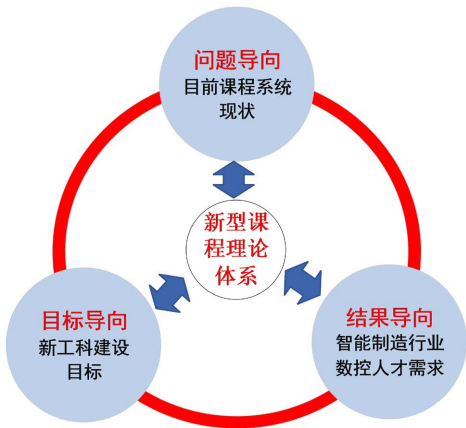 问题导向
目前课程系统
现状
新型课
程理论
体系
目标导向
新工科建设
目标
结果导向
智能制造行业
数控人才需求